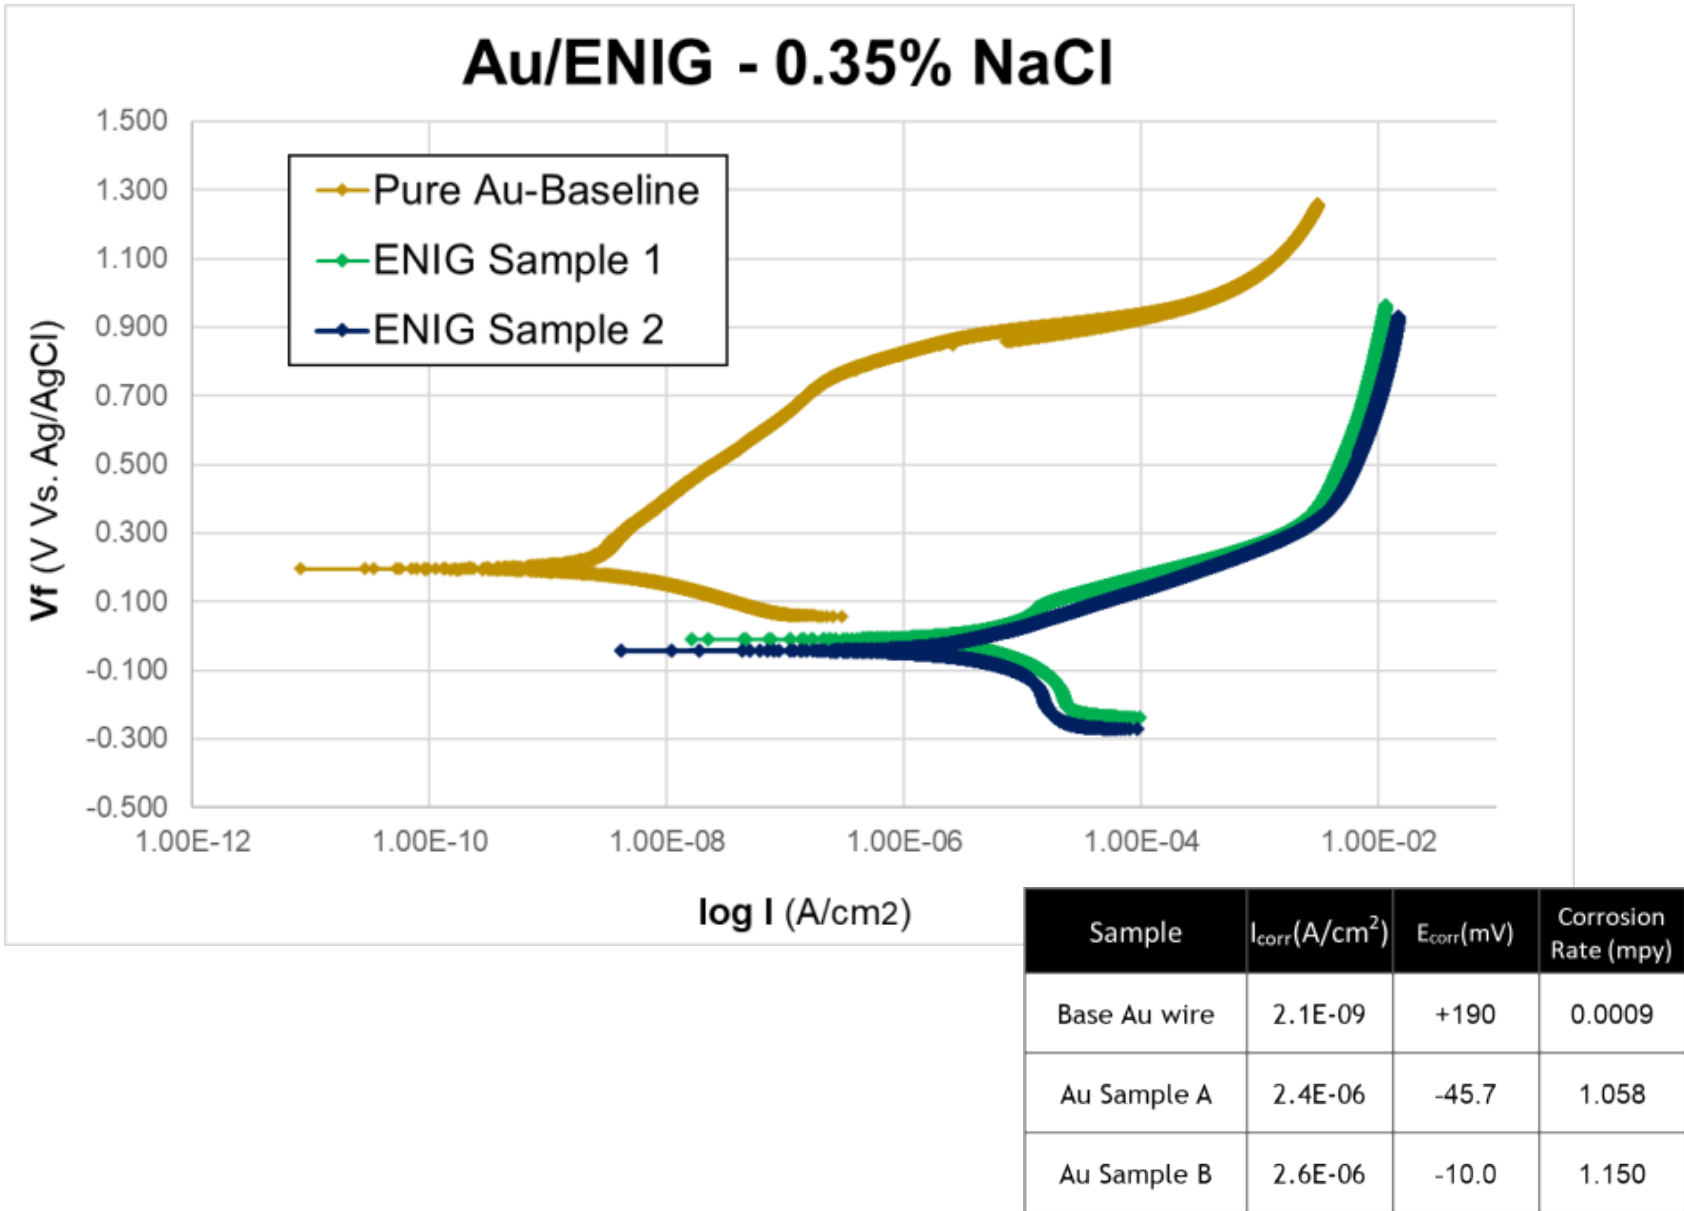 Au/ENIG - 0.35% NaCl
1.500
1.300
1.100
0.900
0.700
0.500
0.300
0.100
-0.100
-0.300
-0.500
Vf (V Vs. Ag/AgCl)
Pure Au-Baseline
ENIG Sample 1
ENIG Sample 2
1.00E-12 1.00E-10 1.00E-08 1.00E-06 1.00E-04 1.00E-02
log I (A/cm2)
Sample Icorr(A/cm²) Ecorr(mV) Corrosion Rate (mpy)
Base Au wire 2.1E-09 +190 0.0009
Au Sample A 2.4E-06 -45.7 1.058
Au Sample B 2.6E-06 -10.0 1.150